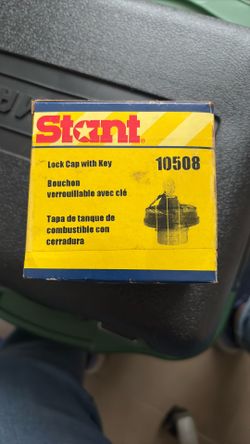 Stant®
Lock Cap with Key
10508
Bouchon
verrouillable avec clé
Tapa de tanque de
combustible con
cerradura